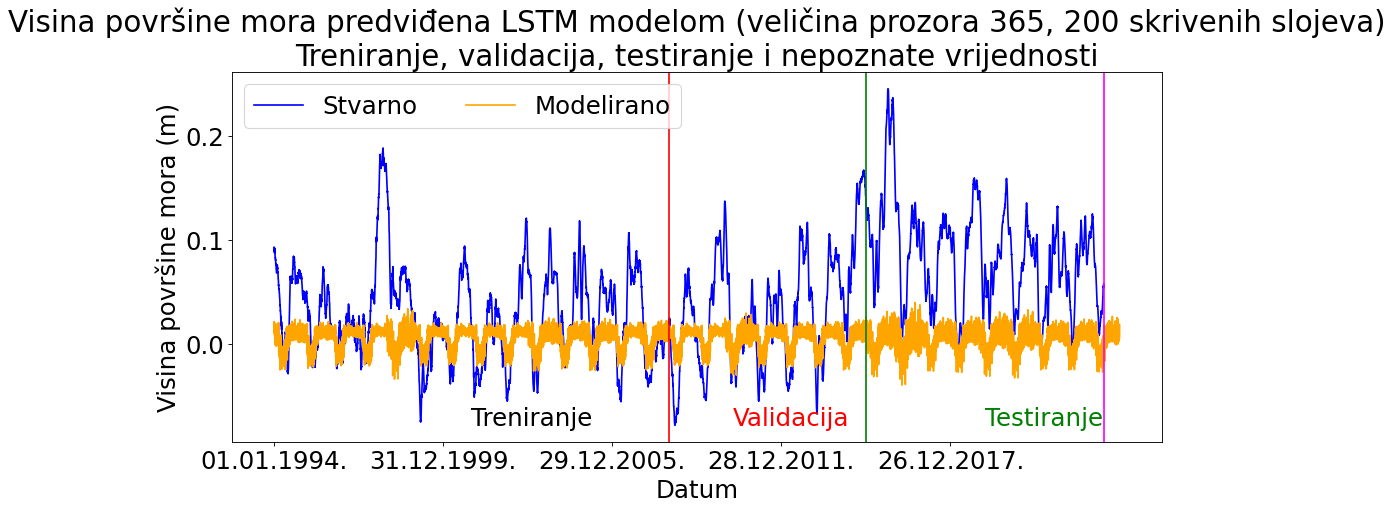 Visina površine mora predviđena LSTM modelom (veličina prozora 365, 200 skrivenih slojeva)
Treniranje, validacija, testiranje i nepoznate vrijednosti
Stvarno
Modelirano
Visina površine mora (m)
0.2
0.1
0.0
Treniranje
Validacija
Testiranje
01.01.1994.
31.12.1999.
29.12.2005.
28.12.2011.
26.12.2017.
Datum